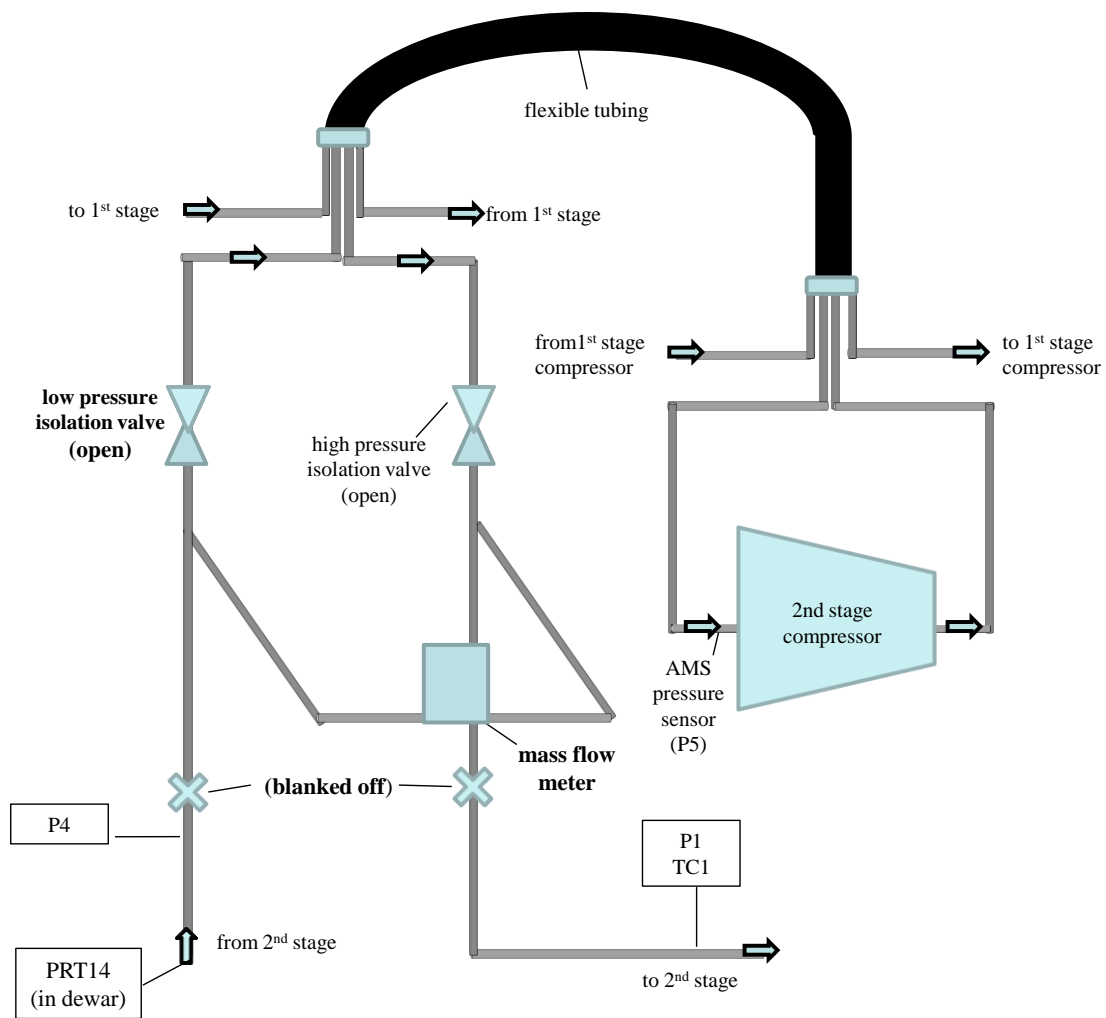 flexible tubing
to 1st stage
from 1st stage
from1st stage
compressor
to 1st stage
compressor
low pressure
isolation valve
(open)
high pressure
isolation valve
(open)
2nd stage
compressor
AMS
pressure
sensor
(P5)
mass flow
meter
(blanked off)
P4
P1
TC1
from 2nd stage
PRT14
(in dewar)
to 2nd stage